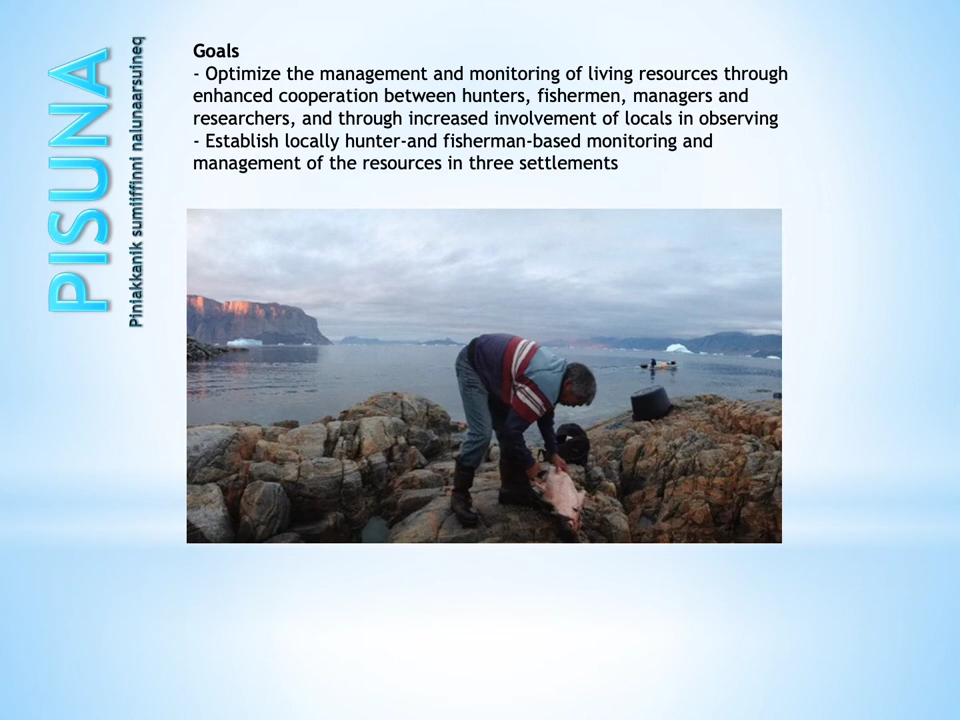 PISUNA
Piniakkanik sumiiffinni nalunaarsuineq
Goals
- Optimize the management and monitoring of living resources through
enhanced cooperation between hunters, fishermen, managers and
researchers, and through increased involvement of locals in observing
- Establish locally hunter-and fisherman-based monitoring and
management of the resources in three settlements